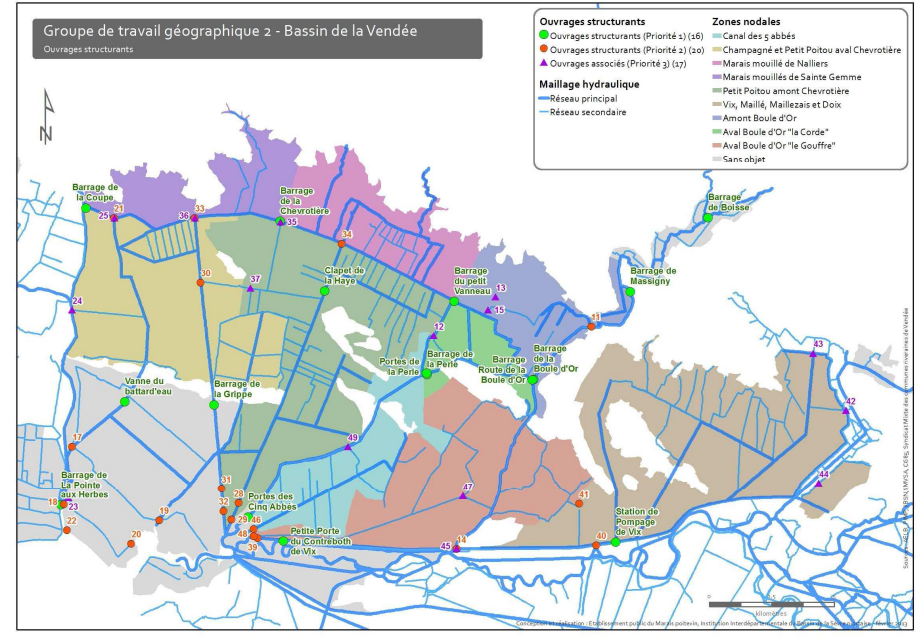 Groupe de travail géographique 2 - Bassin de la Vendée
Ouvrages structurants
Ouvrages structurants
Ouvrages structurants (Priorité 1) (16)
Ouvrages structurants (Priorité 2) (20)
Ouvrages associés (Priorité 3) (17)
Maillage hydraulique
Réseau principal
Réseau secondaire
Zones nodales
Canal des 5 abbés
Champagné et Petit Poitou aval Chevrotière
Marais mouillé de Nalliers
Marais mouillés de Sainte Gemme
Petit Poitou amont Chevrotière
Vix, Maillé, Maillezais et Doix
Amont Boule d'Or
Aval Boule d'Or "la Corde"
Aval Boule d'Or "le Gouffre"
Sans objet
N
Barrage de
la Coupe
25
21
36
33
Barrage
de la
Chevrotière
35
34
Barrage
de Boisse
30
37
Clapet de
la Haye
Barrage
du petit
Vanneau
13
15
Barrage de
Massigny
24
12
11
43
Portes de
la Perle
Barrage de
la Perle
Barrage
Route de la
Boule d'Or
Barrage
de la
Boule d'Or
Vanne du
battard'eau
Barrage de
la Grippe
42
17
49
44
Barrage de
La Pointe
aux Herbes
18
23
31
28
47
41
22
19
32
29
Portes des
Cinq Abbés
46
Station de
Pompage
de Vix
20
48
39
Petite Porte
du Contreboth
de Vix
45
14
40
kilomètres